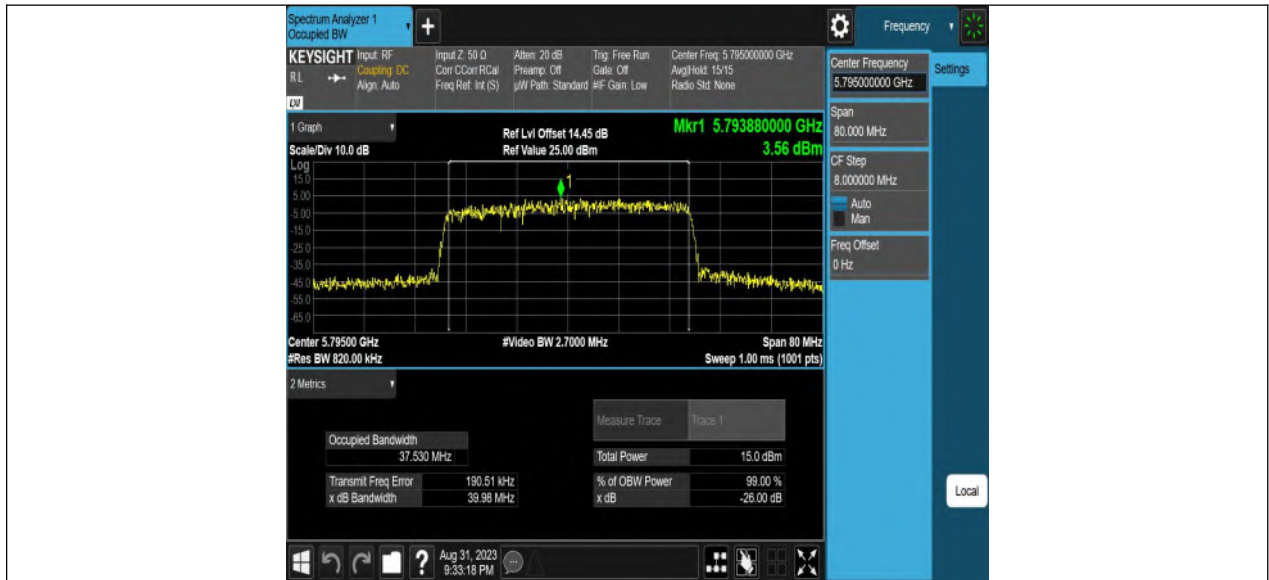 Spectrum Analyzer 1
Occupied BW
+
Frequency
KEYSIGHT
RL
LXI
Input: RF
Coupling: DC
Align: Auto
Input Z: 50 Ω
Corr CCorr RCal
Freq Ref: Int (S)
Atten: 20 dB
Preamp: Off
µW Path: Standard
Trig: Free Run
Gate: Off
#IF Gain: Low
Center Freq: 5.795000000 GHz
Avg|Hold: 15/15
Radio Std: None
Center Frequency
5.795000000 GHz
Settings
Span
80.000 MHz
CF Step
8.000000 MHz
Auto
Man
Freq Offset
0 Hz
Local
1 Graph
Scale/Div 10.0 dB
Ref Lvl Offset 14.45 dB
Ref Value 25.00 dBm
Mkr1 5.793880000 GHz
3.56 dBm
Log
15.0
5.00
-5.00
-15.0
-25.0
-35.0
-45.0
-55.0
-65.0
1
Center 5.79500 GHz
#Res BW 820.00 kHz
#Video BW 2.7000 MHz
Span 80 MHz
Sweep 1.00 ms (1001 pts)
2 Metrics
Measure Trace Trace 1
Occupied Bandwidth
37.530 MHz
Total Power 15.0 dBm
Transmit Freq Error 190.51 kHz
% of OBW Power 99.00 %
x dB Bandwidth 39.98 MHz
x dB -26.00 dB
?
Aug 31, 2023
9:33:18 PM